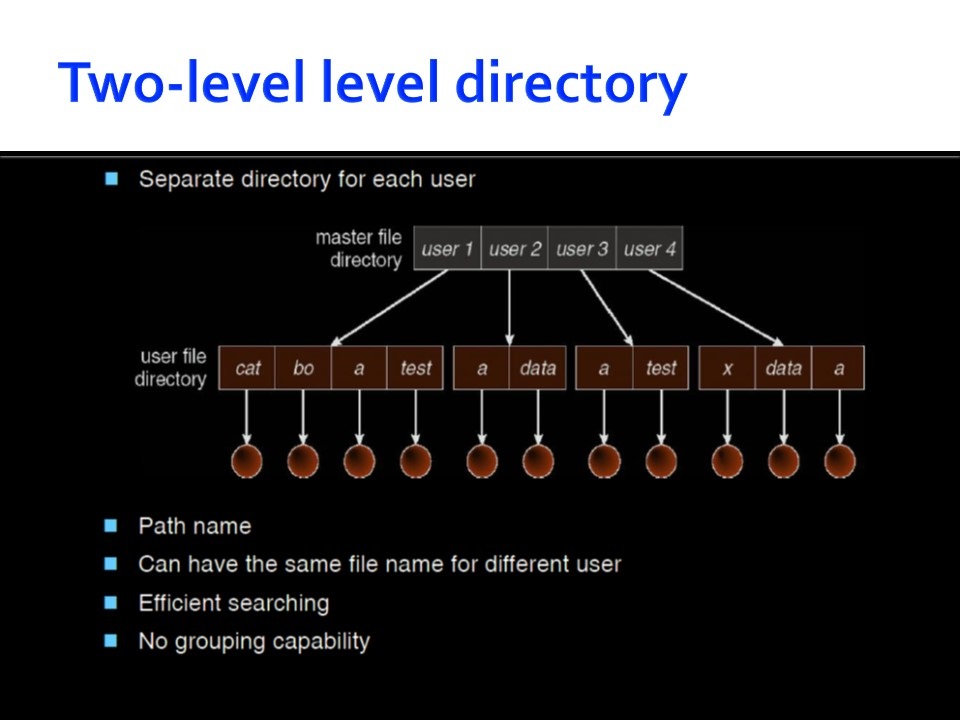 Two-level level directory
Separate directory for each user
master file
directory
user 1 user 2 user 3 user 4
user file
directory
cat bo a test a data a test x data a
Path name
Can have the same file name for different user
Efficient searching
No grouping capability